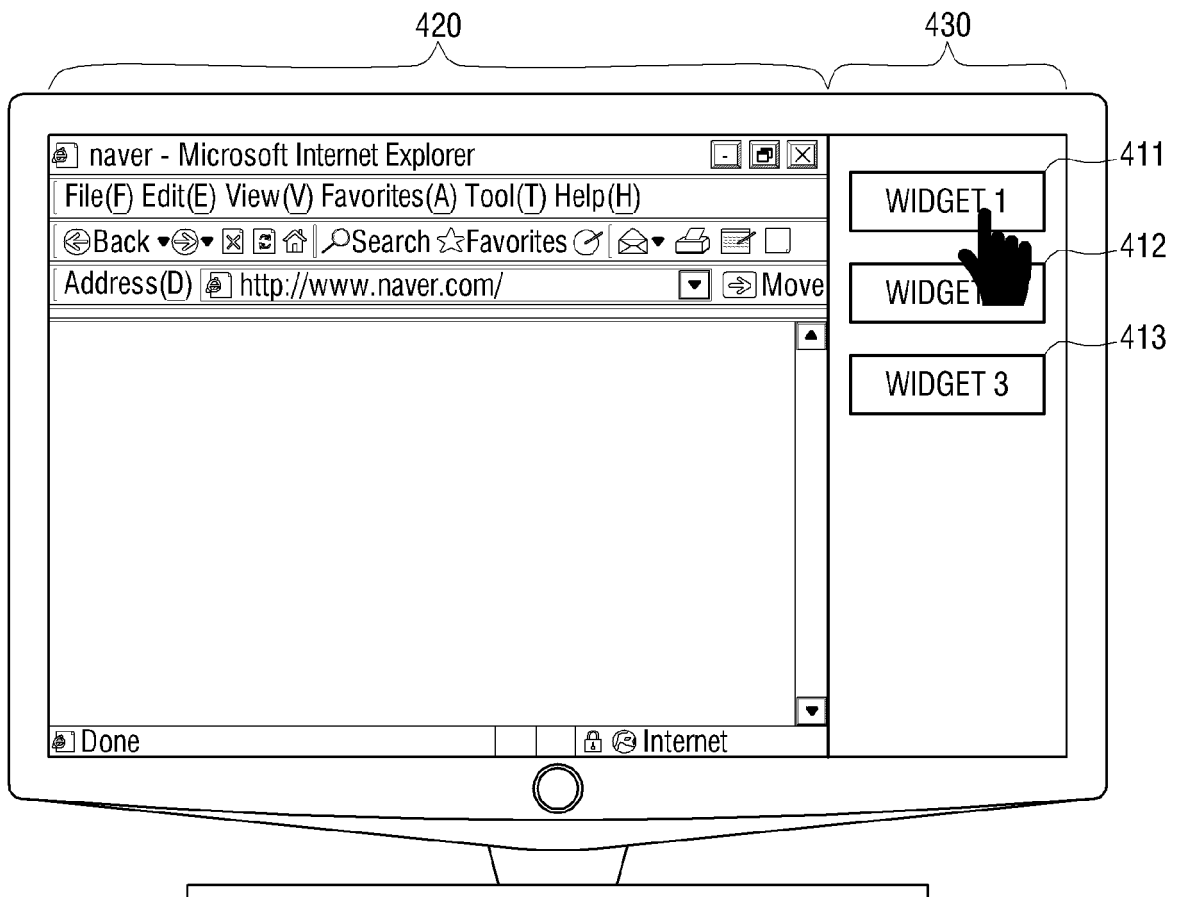 420 430
naver - Microsoft Internet Explorer
411
File(F) Edit(E) View(V) Favorites(A) Tool(T) Help(H)
WIDGET 1
Back Search Favorites
412
Address(D) http://www.naver.com/ Move
WIDGET
413
WIDGET 3
Done Internet